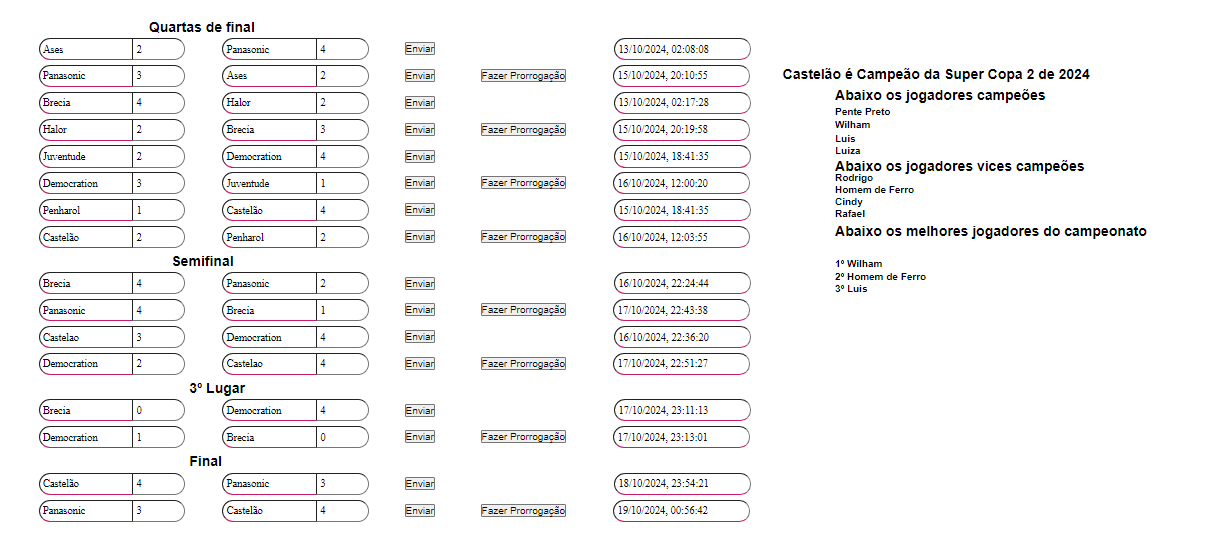 Quartas de final
Ases 2 Panasonic 4 Enviar 13/10/2024, 02:08:08
Panasonic 3 Ases 2 Enviar Fazer Prorrogação 15/10/2024, 20:10:55
Brecia 4 Halor 2 Enviar 13/10/2024, 02:17:28
Halor 2 Brecia 3 Enviar Fazer Prorrogação 15/10/2024, 20:19:58
Juventude 2 Democration 4 Enviar 15/10/2024, 18:41:35
Democration 3 Juventude 1 Enviar Fazer Prorrogação 16/10/2024, 12:00:20
Penharol 1 Castelão 4 Enviar 15/10/2024, 18:41:35
Castelão 2 Penharol 2 Enviar Fazer Prorrogação 16/10/2024, 12:03:55
Semifinal
Brecia 4 Panasonic 2 Enviar 16/10/2024, 22:24:44
Panasonic 4 Brecia 1 Enviar Fazer Prorrogação 17/10/2024, 22:43:38
Castelao 3 Democration 4 Enviar 16/10/2024, 22:36:20
Democration 2 Castelao 4 Enviar Fazer Prorrogação 17/10/2024, 22:51:27
3º Lugar
Brecia 0 Democration 4 Enviar 17/10/2024, 23:11:13
Democration 1 Brecia 0 Enviar Fazer Prorrogação 17/10/2024, 23:13:01
Final
Castelão 4 Panasonic 3 Enviar 18/10/2024, 23:54:21
Panasonic 3 Castelão 4 Enviar Fazer Prorrogação 19/10/2024, 00:56:42
Castelão é Campeão da Super Copa 2 de 2024
Abaixo os jogadores campeões
Pente Preto
Wilham
Luis
Luiza
Abaixo os jogadores vices campeões
Rodrigo
Homem de Ferro
Cindy
Rafael
Abaixo os melhores jogadores do campeonato
1º Wilham
2º Homem de Ferro
3º Luis